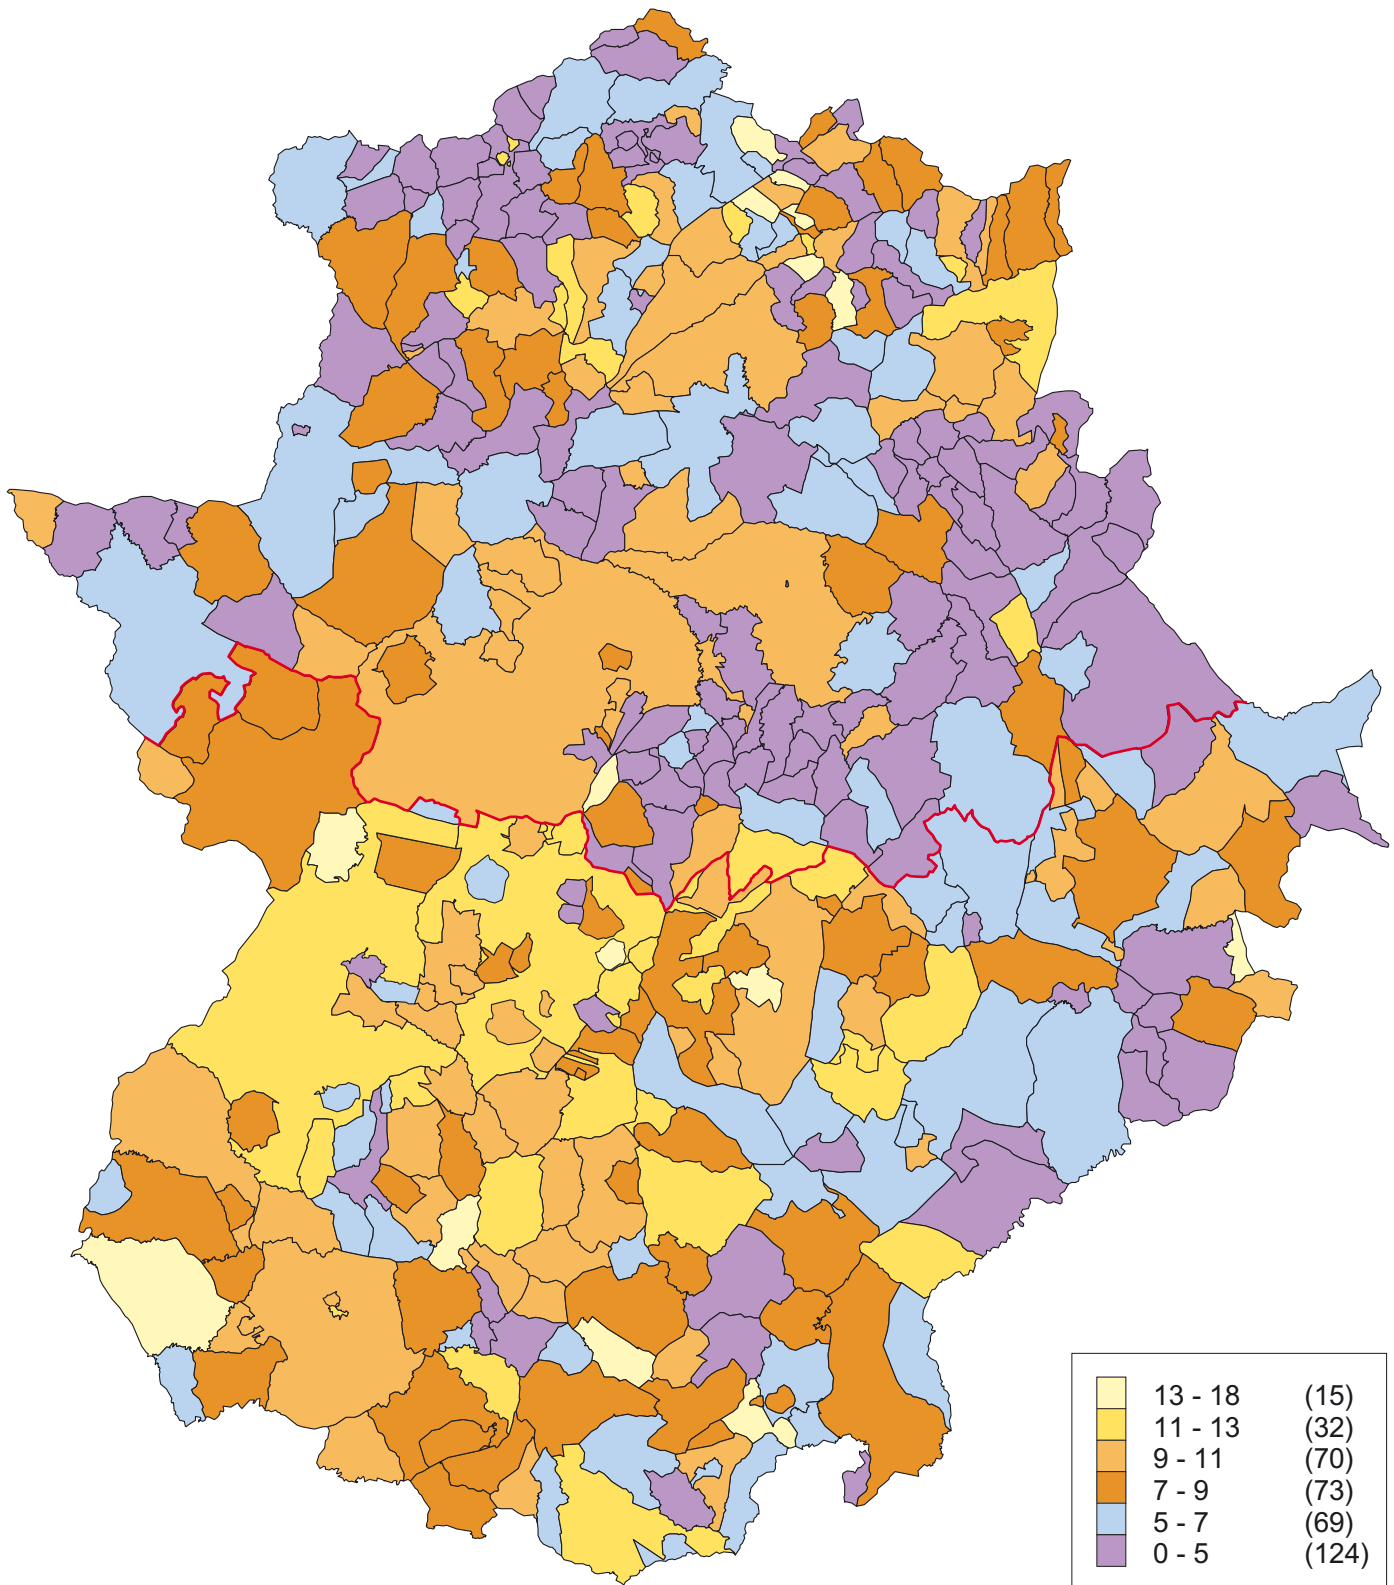 13 - 18 (15)
11 - 13 (32)
9 - 11 (70)
7 - 9 (73)
5 - 7 (69)
0 - 5 (124)